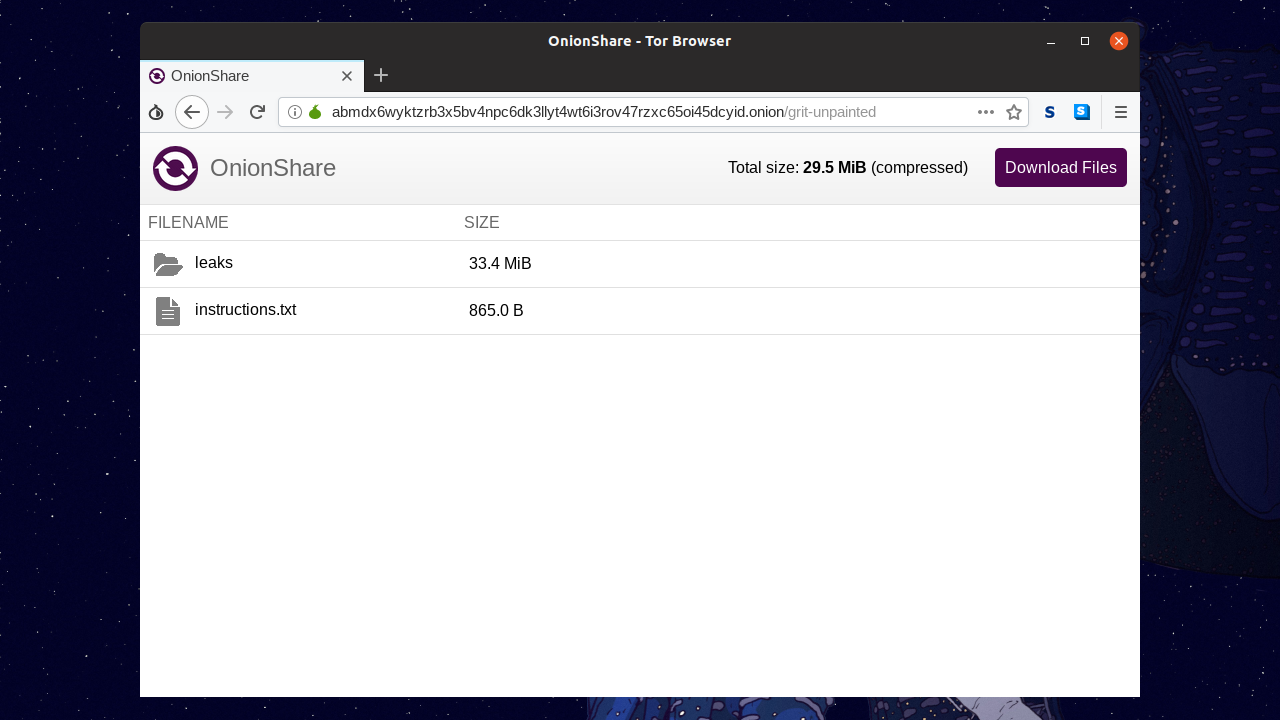 OnionShare - Tor Browser
OnionShare
abmdx6wyktzrb3x5bv4npc6dk3llyt4wt6i3rov47rzxc65oi45dcyid.onion/grit-unpainted
OnionShare
Total size: 29.5 MiB (compressed)
Download Files
FILENAME SIZE
leaks 33.4 MiB
instructions.txt 865.0 B